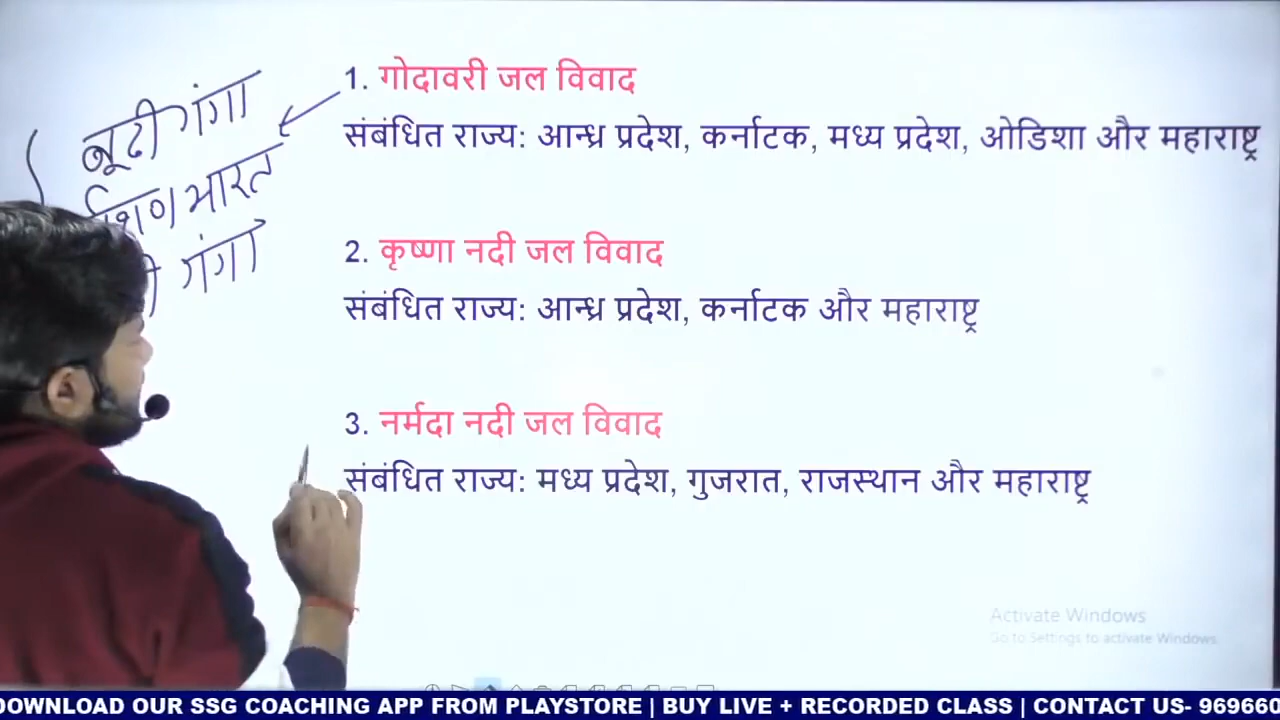 1. गोदावरी जल विवाद
संबंधित राज्य: आन्ध्र प्रदेश, कर्नाटक, मध्य प्रदेश, ओडिशा और महाराष्ट्र
2. कृष्णा नदी जल विवाद
संबंधित राज्य: आन्ध्र प्रदेश, कर्नाटक और महाराष्ट्र
3. नर्मदा नदी जल विवाद
संबंधित राज्य: मध्य प्रदेश, गुजरात, राजस्थान और महाराष्ट्र
बूढी गंगा
भारत
गंगा
Activate Windows
Go to Settings to activate Windows.
DOWNLOAD OUR SSG COACHING APP FROM PLAYSTORE | BUY LIVE + RECORDED CLASS | CONTACT US- 969660